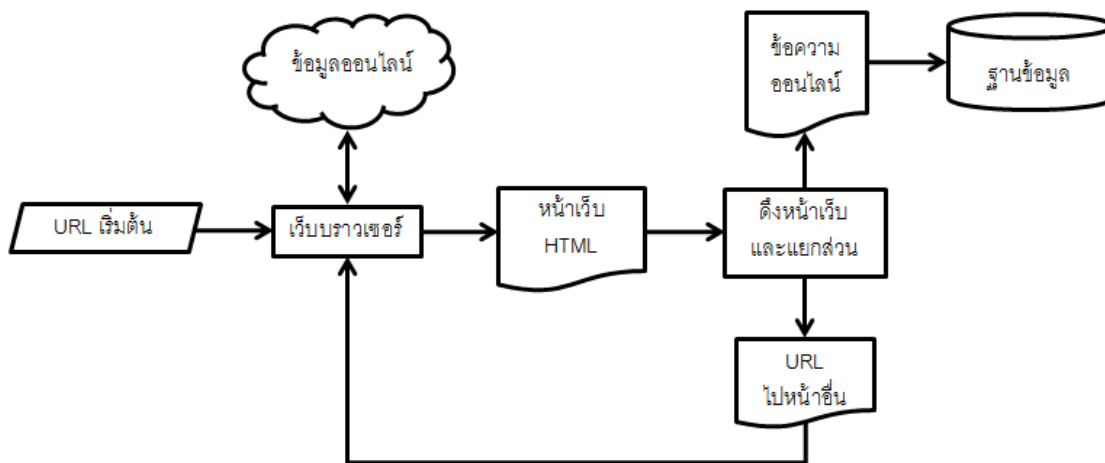 ข้อมูลออนไลน์
ข้อความ
ออนไลน์
ฐานข้อมูล
URL เริ่มต้น
เว็บบราวเซอร์
หน้าเว็บ
HTML
ดึงหน้าเว็บ
และแยกส่วน
URL
ไปหน้าอื่น